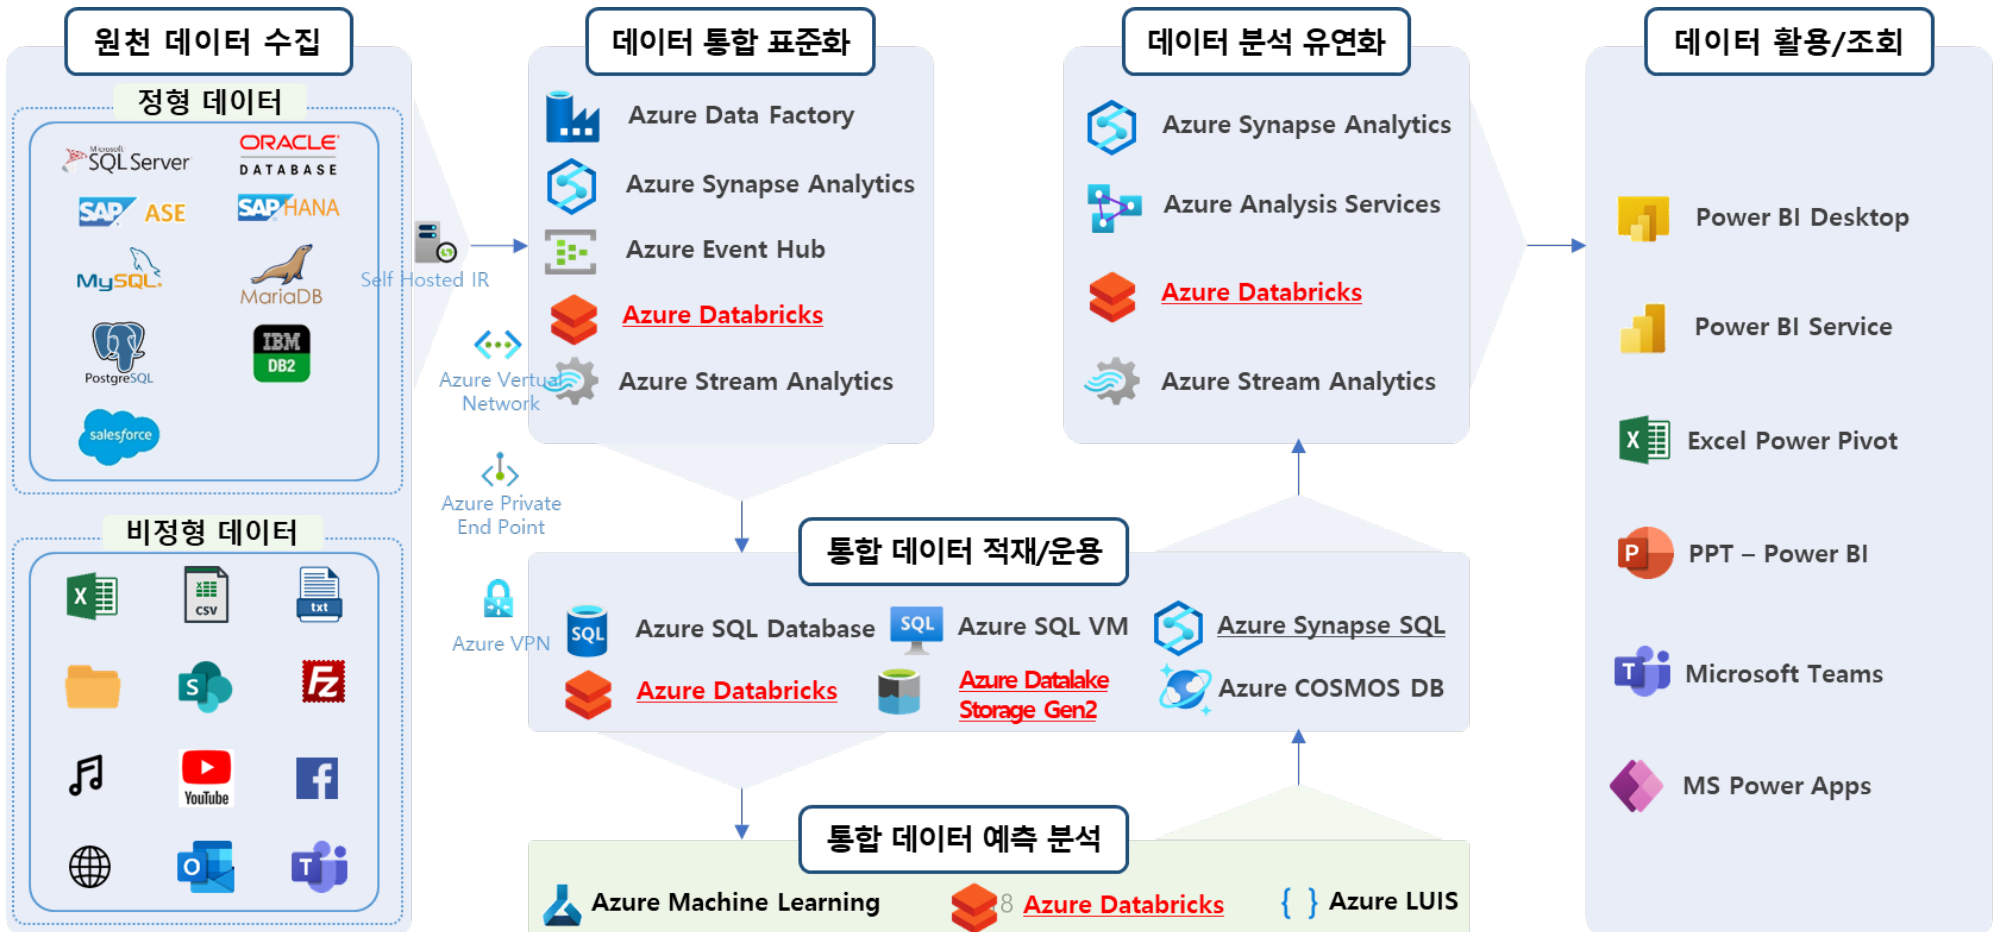 원천 데이터 수집
정형 데이터
Microsoft
SQL Server
ORACLE
DATABASE
SAP ASE
SAP HANA
MySQL
MariaDB
PostgreSQL
IBM
DB2
salesforce
비정형 데이터
X
CSV
txt
S
Fz
YouTube
f
O
T
Self Hosted IR
Azure Vertual
Network
Azure Private
End Point
Azure VPN
데이터 통합 표준화
Azure Data Factory
Azure Synapse Analytics
Azure Event Hub
Azure Databricks
Azure Stream Analytics
데이터 분석 유연화
Azure Synapse Analytics
Azure Analysis Services
Azure Databricks
Azure Stream Analytics
통합 데이터 적재/운용
SQL
Azure SQL Database
SQL
Azure SQL VM
Azure Synapse SQL
Azure Databricks
Azure Datalake
Storage Gen2
Azure COSMOS DB
통합 데이터 예측 분석
Azure Machine Learning
8
Azure Databricks
{ }
Azure LUIS
데이터 활용/조회
Power BI Desktop
Power BI Service
X
Excel Power Pivot
P
PPT – Power BI
T
Microsoft Teams
MS Power Apps